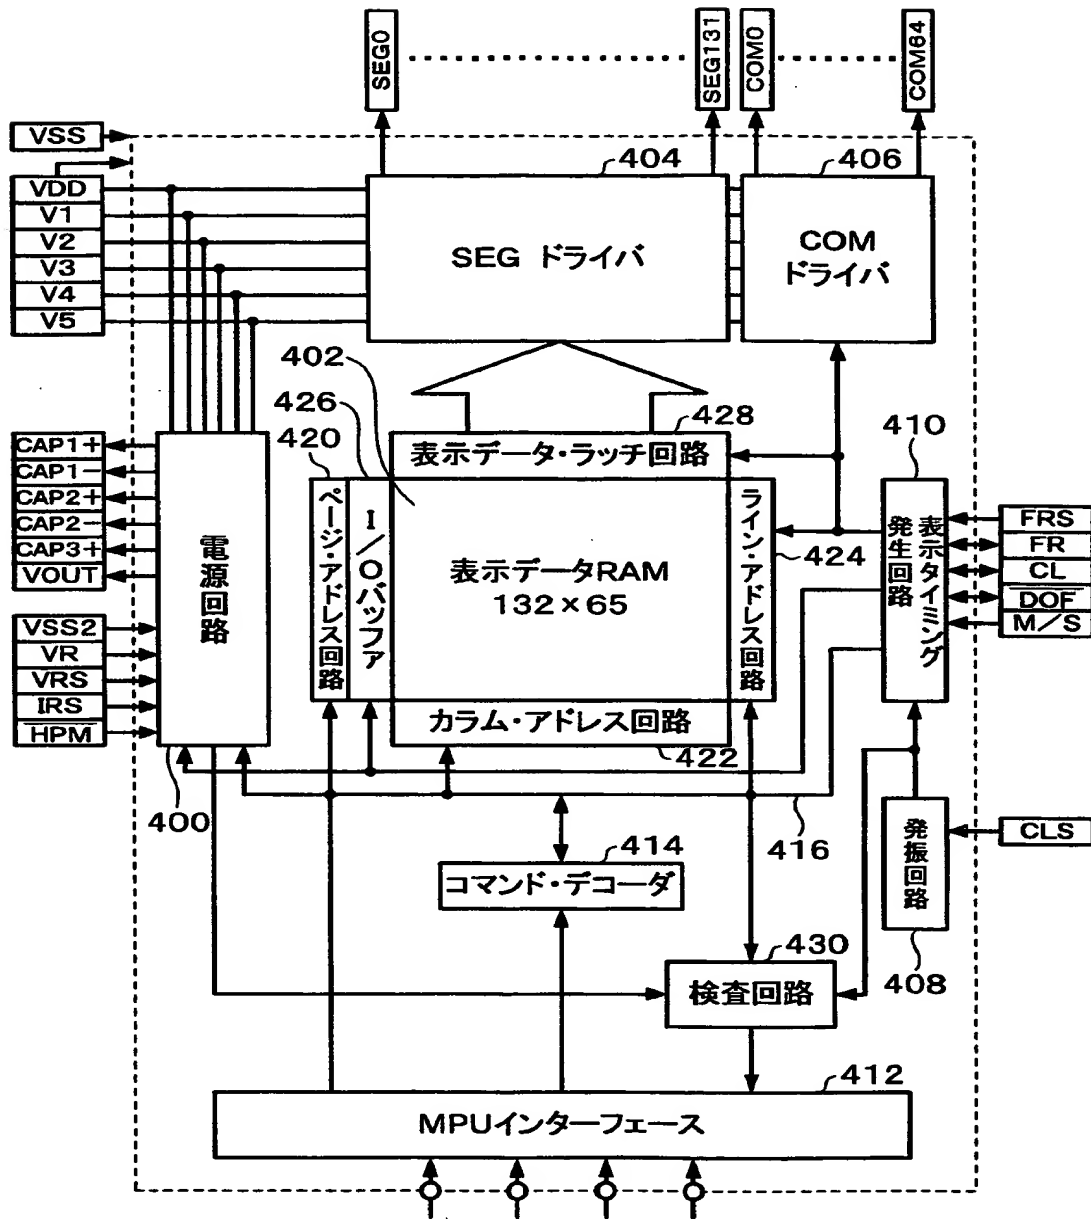 SEG0
SEG131
COM0
COM64
VSS
404
406
VDD
V1
V2
V3
V4
V5
SEG ドライバ
COM
ドライバ
402
426
420
428
410
CAP1+
CAP1-
CAP2+
CAP2-
CAP3+
VOUT
VSS2
VR
VRS
IRS
HPM
電源回路
400
ページ・アドレス回路
I/Oバッファ
表示データ・ラッチ回路
表示データRAM
132×65
カラム・アドレス回路
422
ライン・アドレス回路
424
表示タイミング
発生回路
FRS
FR
CL
DOF
M/S
416
発振回路
CLS
408
414
コマンド・デコーダ
430
検査回路
412
MPUインターフェース